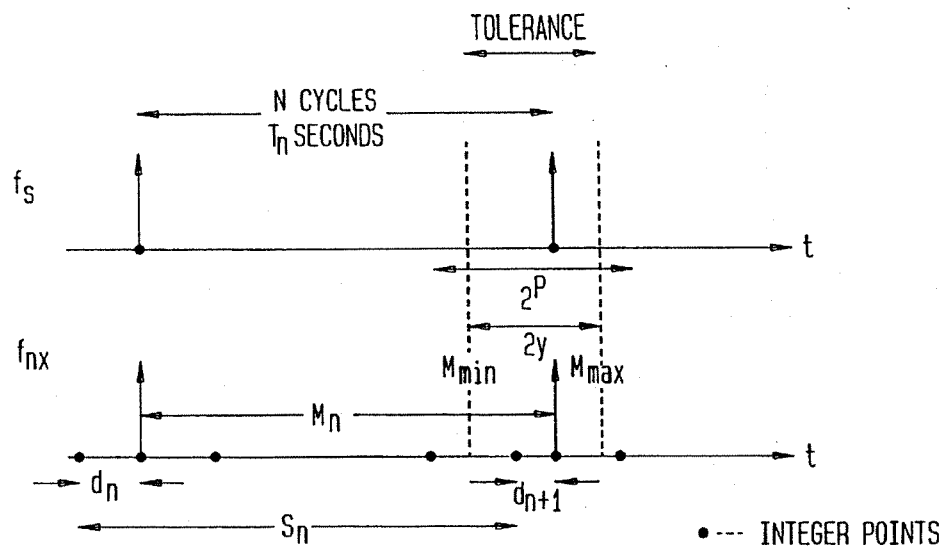 TOLERANCE
N CYCLES
Tn SECONDS
fs
t
2P
2y
fnx
Mmin
Mmax
Mn
t
dn
dn+1
Sn
•--- INTEGER POINTS